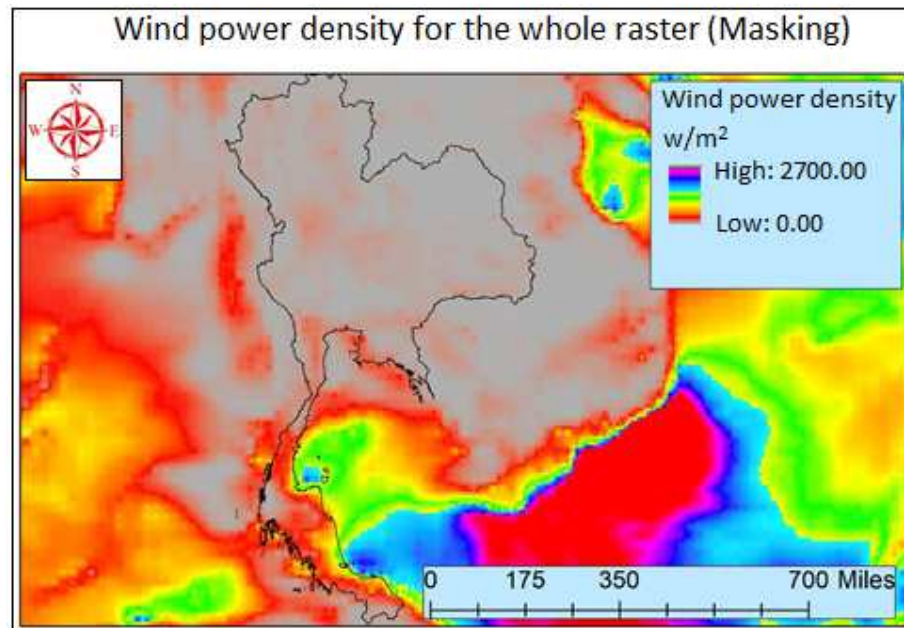 Wind power density for the whole raster (Masking)
N
W E
S
Wind power density
w/m²
High: 2700.00
Low: 0.00
0 175 350 700 Miles